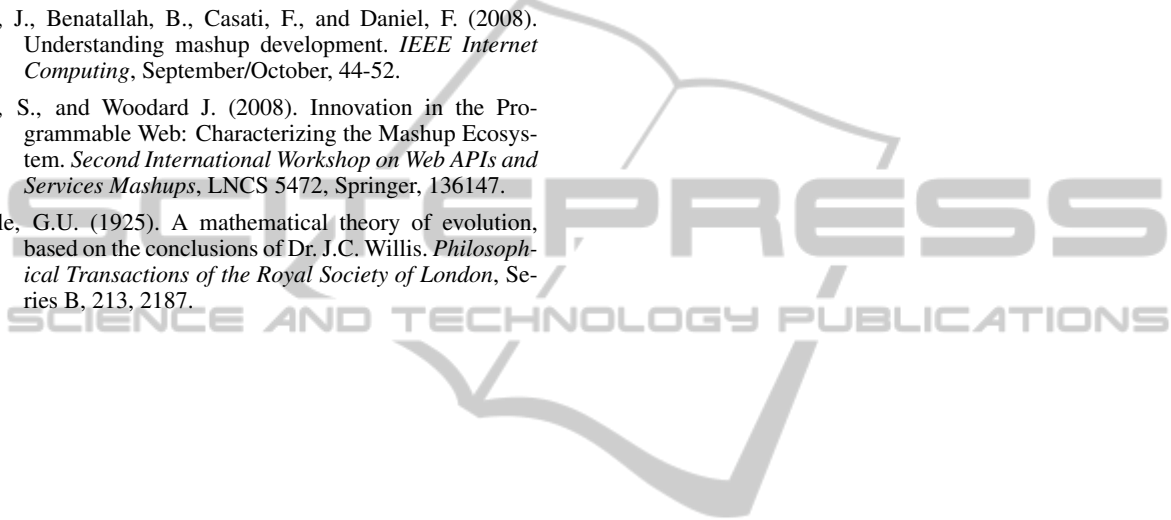 , J., Benatallah, B., Casati, F., and Daniel, F. (2008).
Understanding mashup development. IEEE Internet
Computing, September/October, 44-52.
, S., and Woodard J. (2008). Innovation in the Pro-
grammable Web: Characterizing the Mashup Ecosys-
tem. Second International Workshop on Web APIs and
Services Mashups, LNCS 5472, Springer, 136147.
le, G.U. (1925). A mathematical theory of evolution,
based on the conclusions of Dr. J.C. Willis. Philosoph-
ical Transactions of the Royal Society of London, Se-
ries B, 213, 2187.
SCITEPRESS
SCIENCE AND TECHNOLOGY PUBLICATIONS